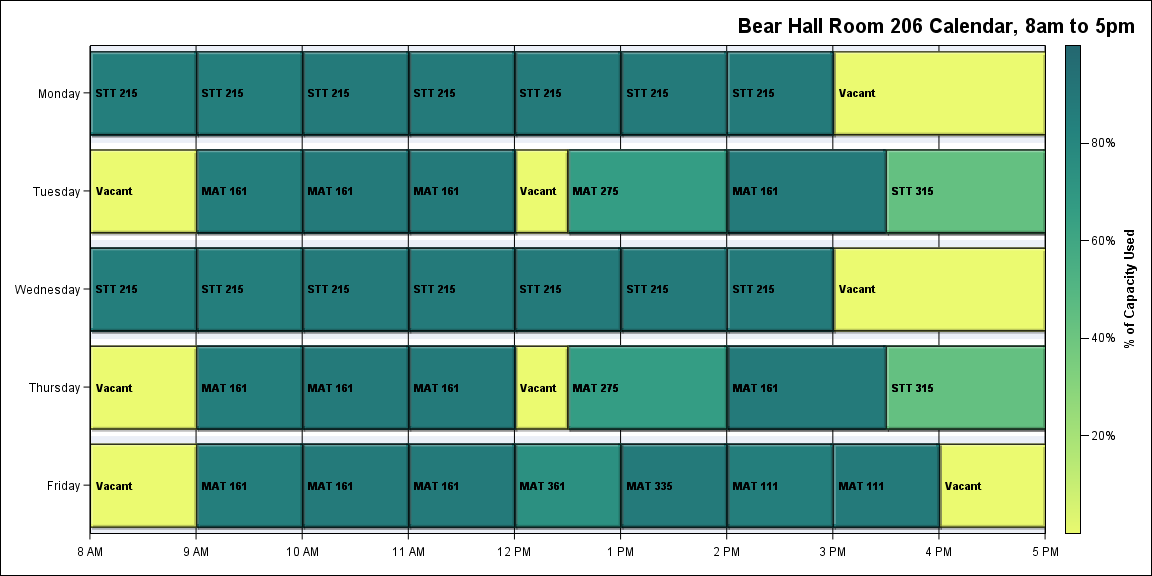 Bear Hall Room 206 Calendar, 8am to 5pm
Monday STT 215 STT 215 STT 215 STT 215 STT 215 STT 215 STT 215 Vacant
80%
Tuesday Vacant MAT 161 MAT 161 MAT 161 Vacant MAT 275 MAT 161 STT 315
60%
% of Capacity Used
Wednesday STT 215 STT 215 STT 215 STT 215 STT 215 STT 215 STT 215 Vacant
40%
Thursday Vacant MAT 161 MAT 161 MAT 161 Vacant MAT 275 MAT 161 STT 315
20%
Friday Vacant MAT 161 MAT 161 MAT 161 MAT 361 MAT 335 MAT 111 MAT 111 Vacant
8 AM 9 AM 10 AM 11 AM 12 PM 1 PM 2 PM 3 PM 4 PM 5 PM